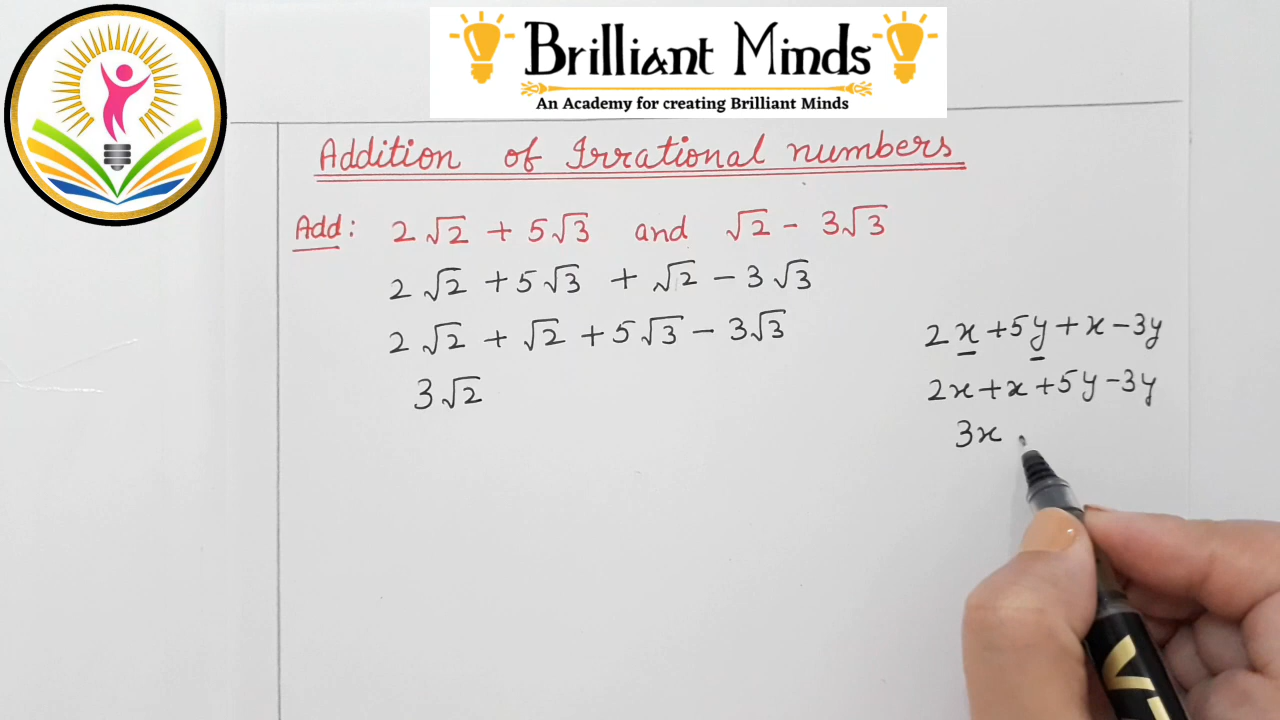 Brilliant Minds
An Academy for creating Brilliant Minds
Addition of Irrational numbers
Add: 2√2 + 5√3 and √2 - 3√3
2√2 + 5√3 + √2 - 3√3
2√2 + √2 + 5√3 - 3√3
3√2
2x + 5y + x - 3y
2x + x + 5y - 3y
3x
V